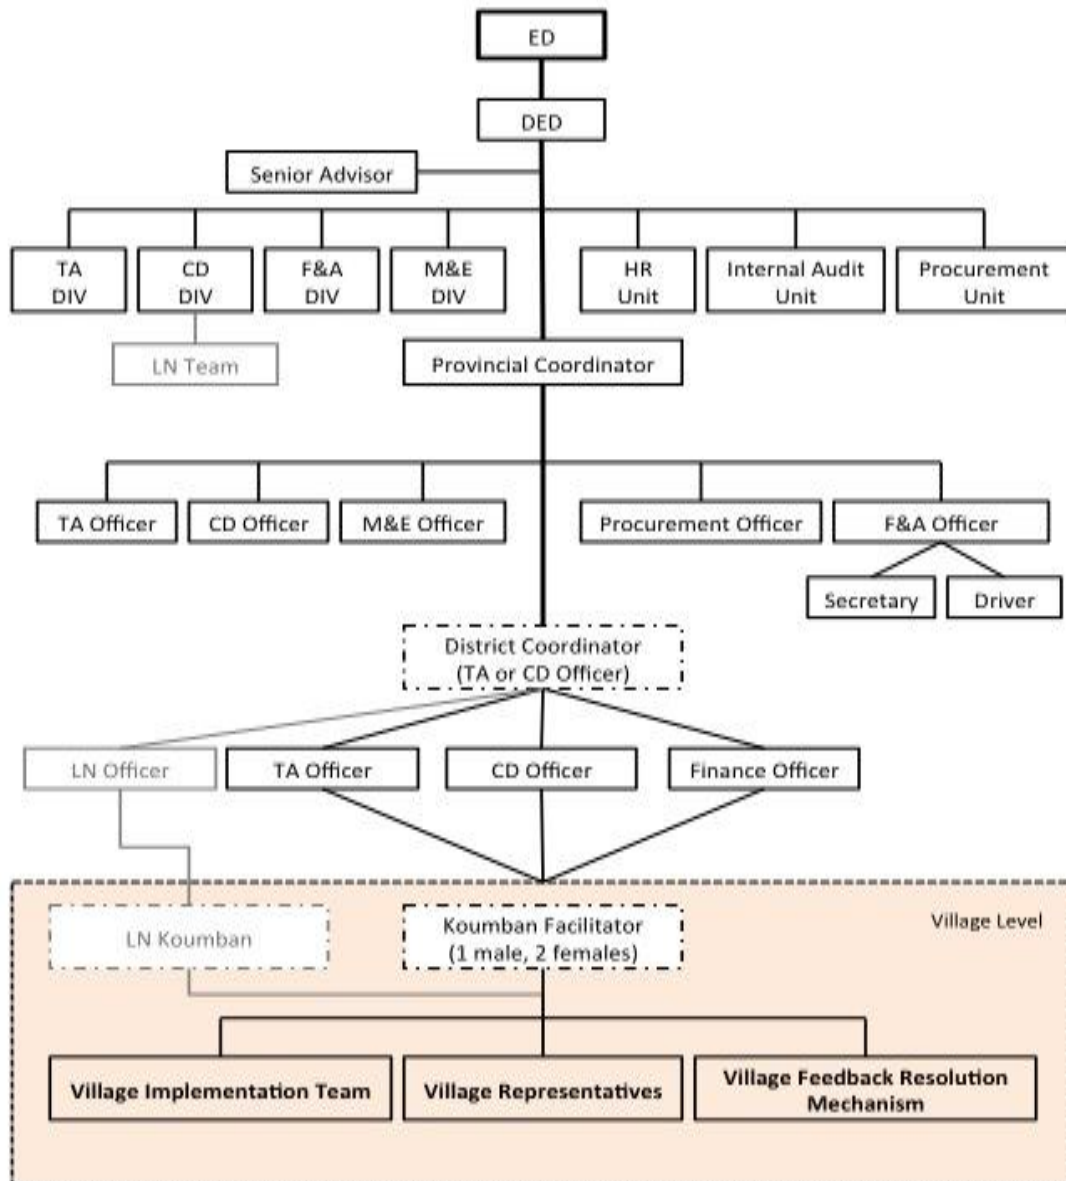 ED
DED
Senior Advisor
TA
DIV
CD
DIV
F&A
DIV
M&E
DIV
HR
Unit
Internal Audit
Unit
Procurement
Unit
LN Team
Provincial Coordinator
TA Officer
CD Officer
M&E Officer
Procurement Officer
F&A Officer
Secretary
Driver
District Coordinator
(TA or CD Officer)
LN Officer
TA Officer
CD Officer
Finance Officer
Village Level
LN Koumban
Koumban Facilitator
(1 male, 2 females)
Village Implementation Team
Village Representatives
Village Feedback Resolution
Mechanism